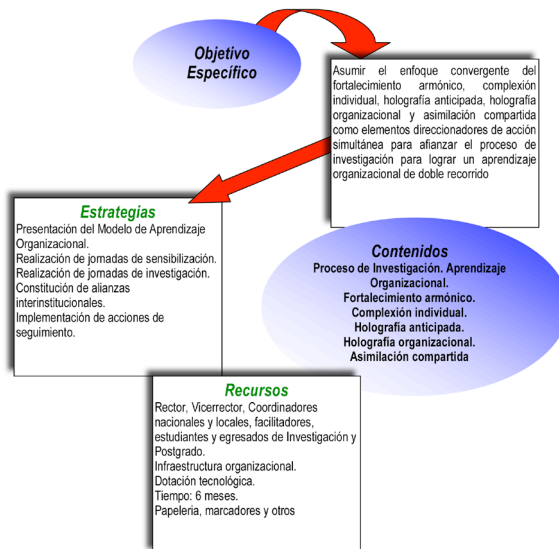 Objetivo
Específico
Asumir el enfoque convergente del
fortalecimiento armónico, complexión
individual, holografía anticipada, holografía
organizacional y asimilación compartida
como elementos direccionadores de acción
simultánea para afianzar el proceso de
investigación para lograr un aprendizaje
organizacional de doble recorrido
Estrategias
Presentación del Modelo de Aprendizaje
Organizacional.
Realización de jornadas de sensibilización.
Realización de jornadas de investigación.
Constitución de alianzas
interinstitucionales.
Implementación de acciones de
seguimiento.
Contenidos
Proceso de Investigación. Aprendizaje
Organizacional.
Fortalecimiento armónico.
Complexión individual.
Holografía anticipada.
Holografía organizacional.
Asimilación compartida
Recursos
Rector, Vicerrector, Coordinadores
nacionales y locales, facilitadores,
estudiantes y egresados de Investigación y
Postgrado.
Infraestructura organizacional.
Dotación tecnológica.
Tiempo: 6 meses.
Papeleria, marcadores y otros